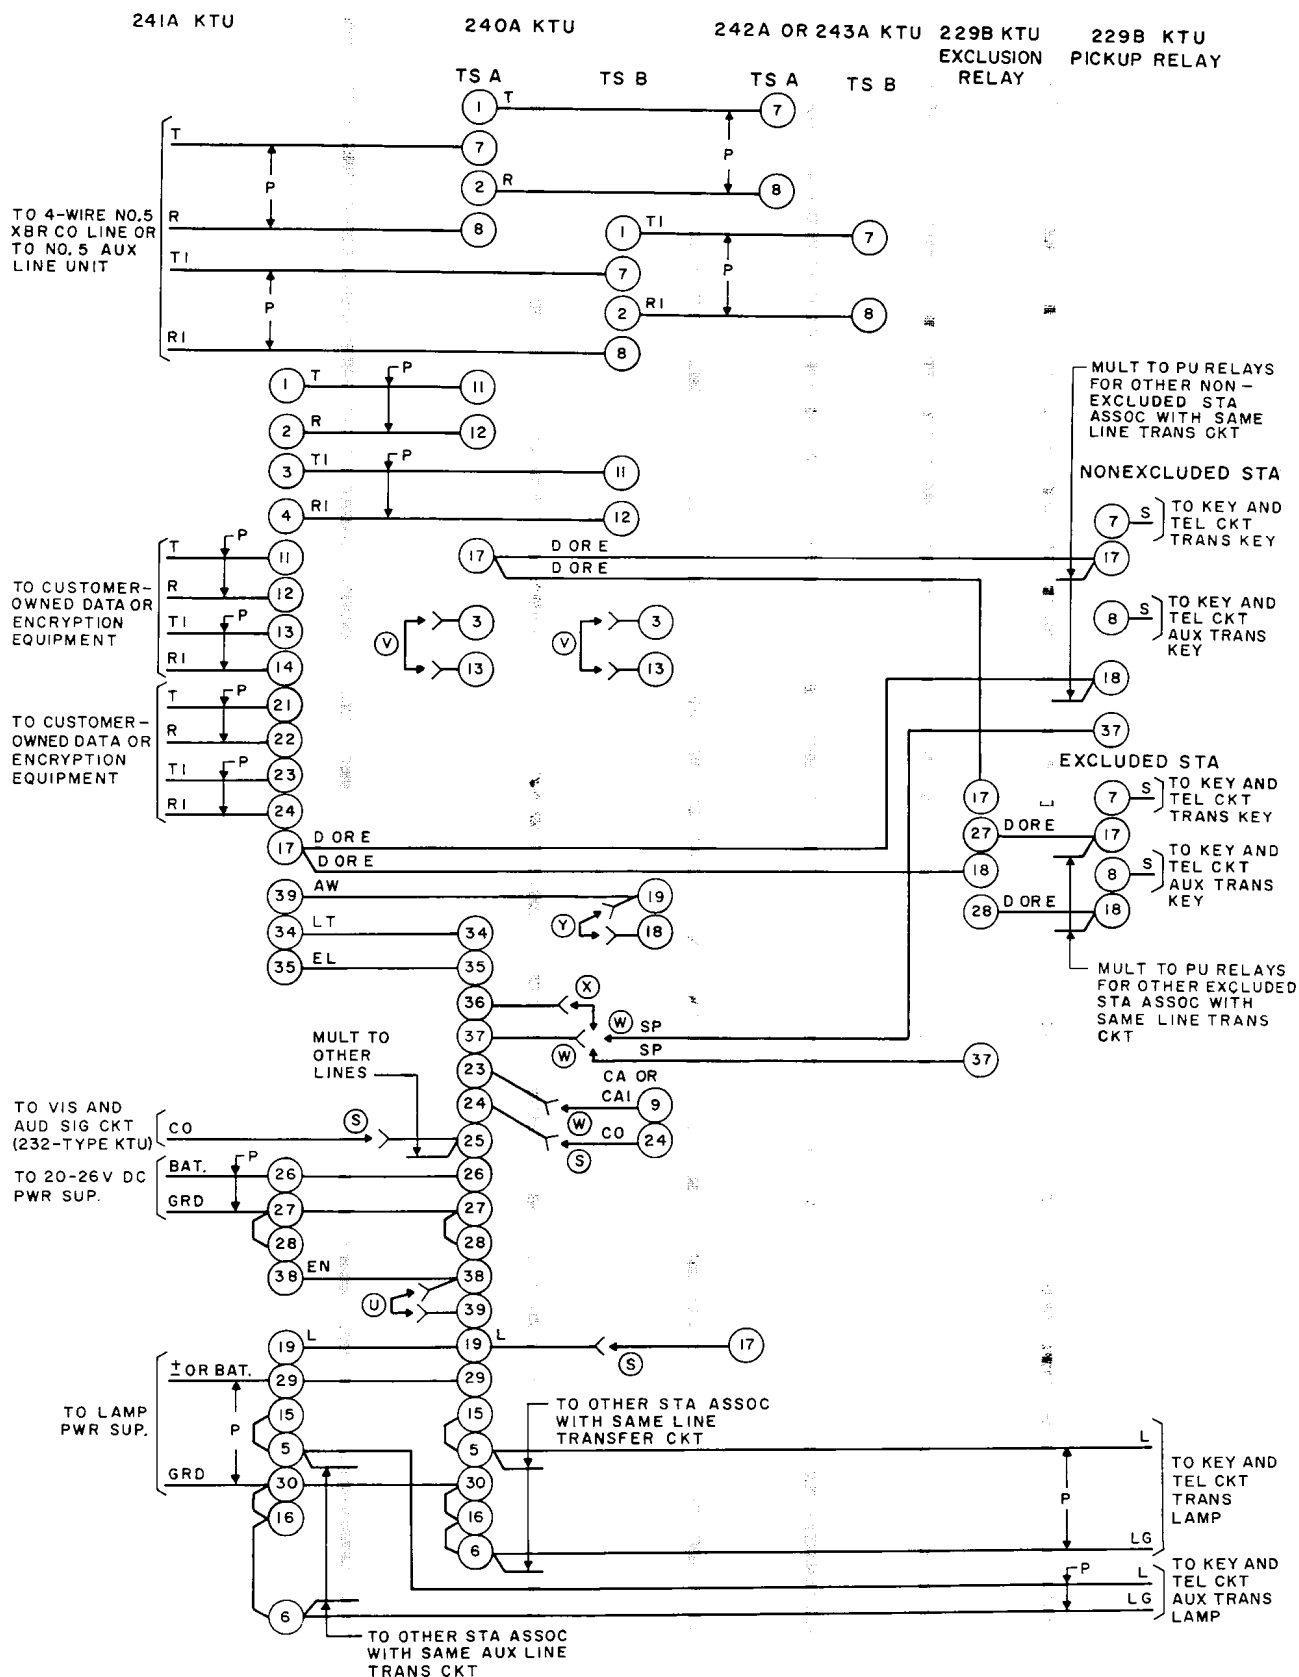 241A KTU
240A KTU
242A OR 243A KTU
229B KTU
EXCLUSION
RELAY
229B KTU
PICKUP RELAY
TS A
TS B
TS A
TS B
1 T 7
T 7
P
P
2 R 8
TO 4-WIRE NO.5
XBR CO LINE OR
TO NO.5 AUX
LINE UNIT
R 8
1 T1 7
T1 7
P
P
2 R1 8
R1 8
MULT TO PU RELAYS
FOR OTHER NON-
EXCLUDED STA
ASSOC WITH SAME
LINE TRANS CKT
1 T P 11
2 R 12
3 T1 P 11
4 R1 12
NONEXCLUDED STA
7 S
TO KEY AND
TEL CKT
TRANS KEY
T P 11
17 D OR E 17
D OR E
TO CUSTOMER-
OWNED DATA OR
ENCRYPTION
EQUIPMENT
R 12
T1 P 13
R1 14
V 3
13
V 3
13
8 S
TO KEY AND
TEL CKT
AUX TRANS
KEY
18
TO CUSTOMER-
OWNED DATA OR
ENCRYPTION
EQUIPMENT
T P 21
R 22
T1 P 23
R1 24
37
EXCLUDED STA
17
7 S
TO KEY AND
TEL CKT
TRANS KEY
27 D OR E 17
17 D OR E
D OR E 18
8 S
TO KEY AND
TEL CKT
AUX TRANS
KEY
39 AW 19
28 D OR E 18
34 LT 34
Y 18
35 EL 35
MULT TO PU RELAYS
FOR OTHER EXCLUDED
STA ASSOC WITH
SAME LINE TRANS
CKT
36 X
37 W SP
W SP 37
MULT TO
OTHER
LINES
23 CA OR
CA1 9
W
24 CO 24
S
TO VIS AND
AUD SIG CKT
(232-TYPE KTU)
CO S 25
TO 20-26V DC
PWR SUP.
BAT. P 26 26
GRD 27 27
28 28
38 EN 38
U 39
19 L 19 L S 17
TO LAMP
PWR SUP.
± OR BAT. 29 29
P
15 15
TO OTHER STA ASSOC
WITH SAME LINE
TRANSFER CKT
5 5 L
GRD 30 30
P
TO KEY AND
TEL CKT
TRANS
LAMP
16 16
6 LG
P L
LG
TO KEY AND
TEL CKT
AUX TRANS
LAMP
6
TO OTHER STA ASSOC
WITH SAME AUX LINE
TRANS CKT